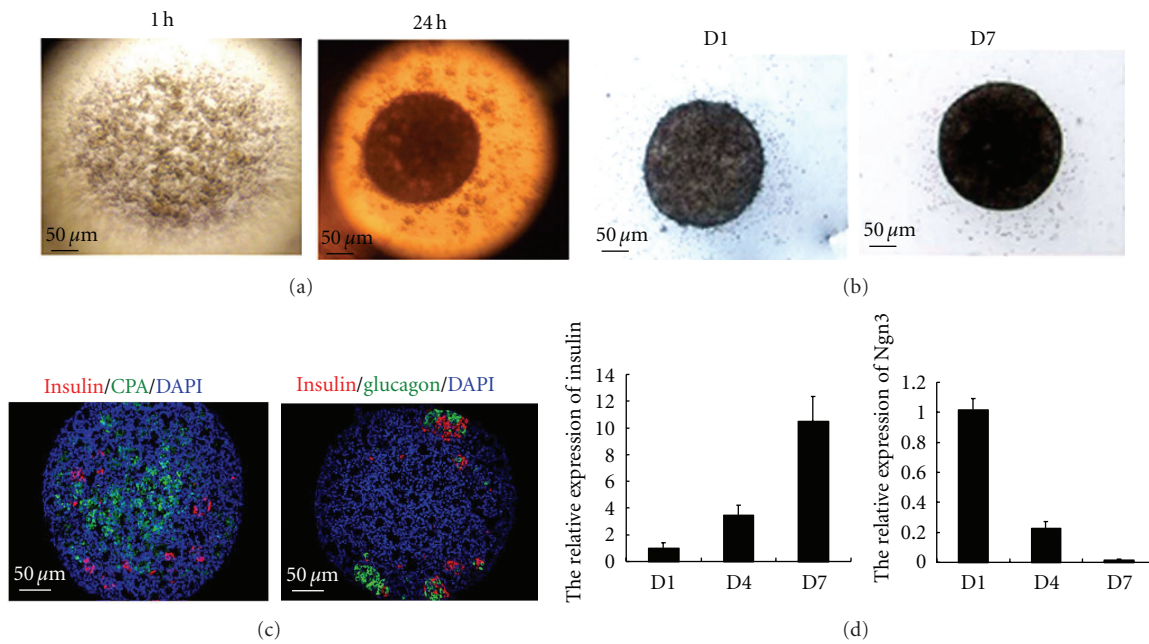 1 h
24 h
50 µm
50 µm
(a)
D1
D7
50 µm
50 µm
(b)
Insulin/CPA/DAPI
Insulin/glucagon/DAPI
50 µm
50 µm
(c)
The relative expression of insulin
14
12
10
8
6
4
2
0
D1
D4
D7
The relative expression of Ngn3
1.2
1
0.8
0.6
0.4
0.2
0
D1
D4
D7
(d)